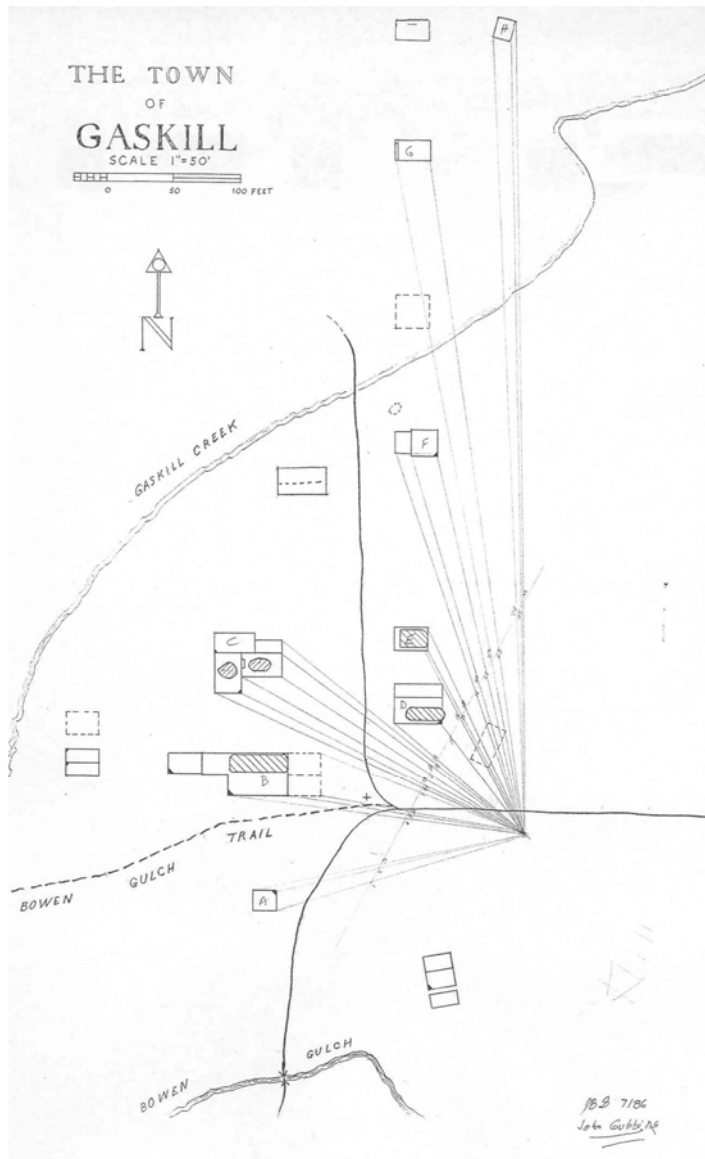 THE TOWN
OF
GASKILL
SCALE 1"=50'
0 50 100 FEET
N
H
G
GASKILL CREEK
F
C
E
D
B
TRAIL
GULCH
BOWEN
A
GULCH
BOWEN
7/86
John Gubbins